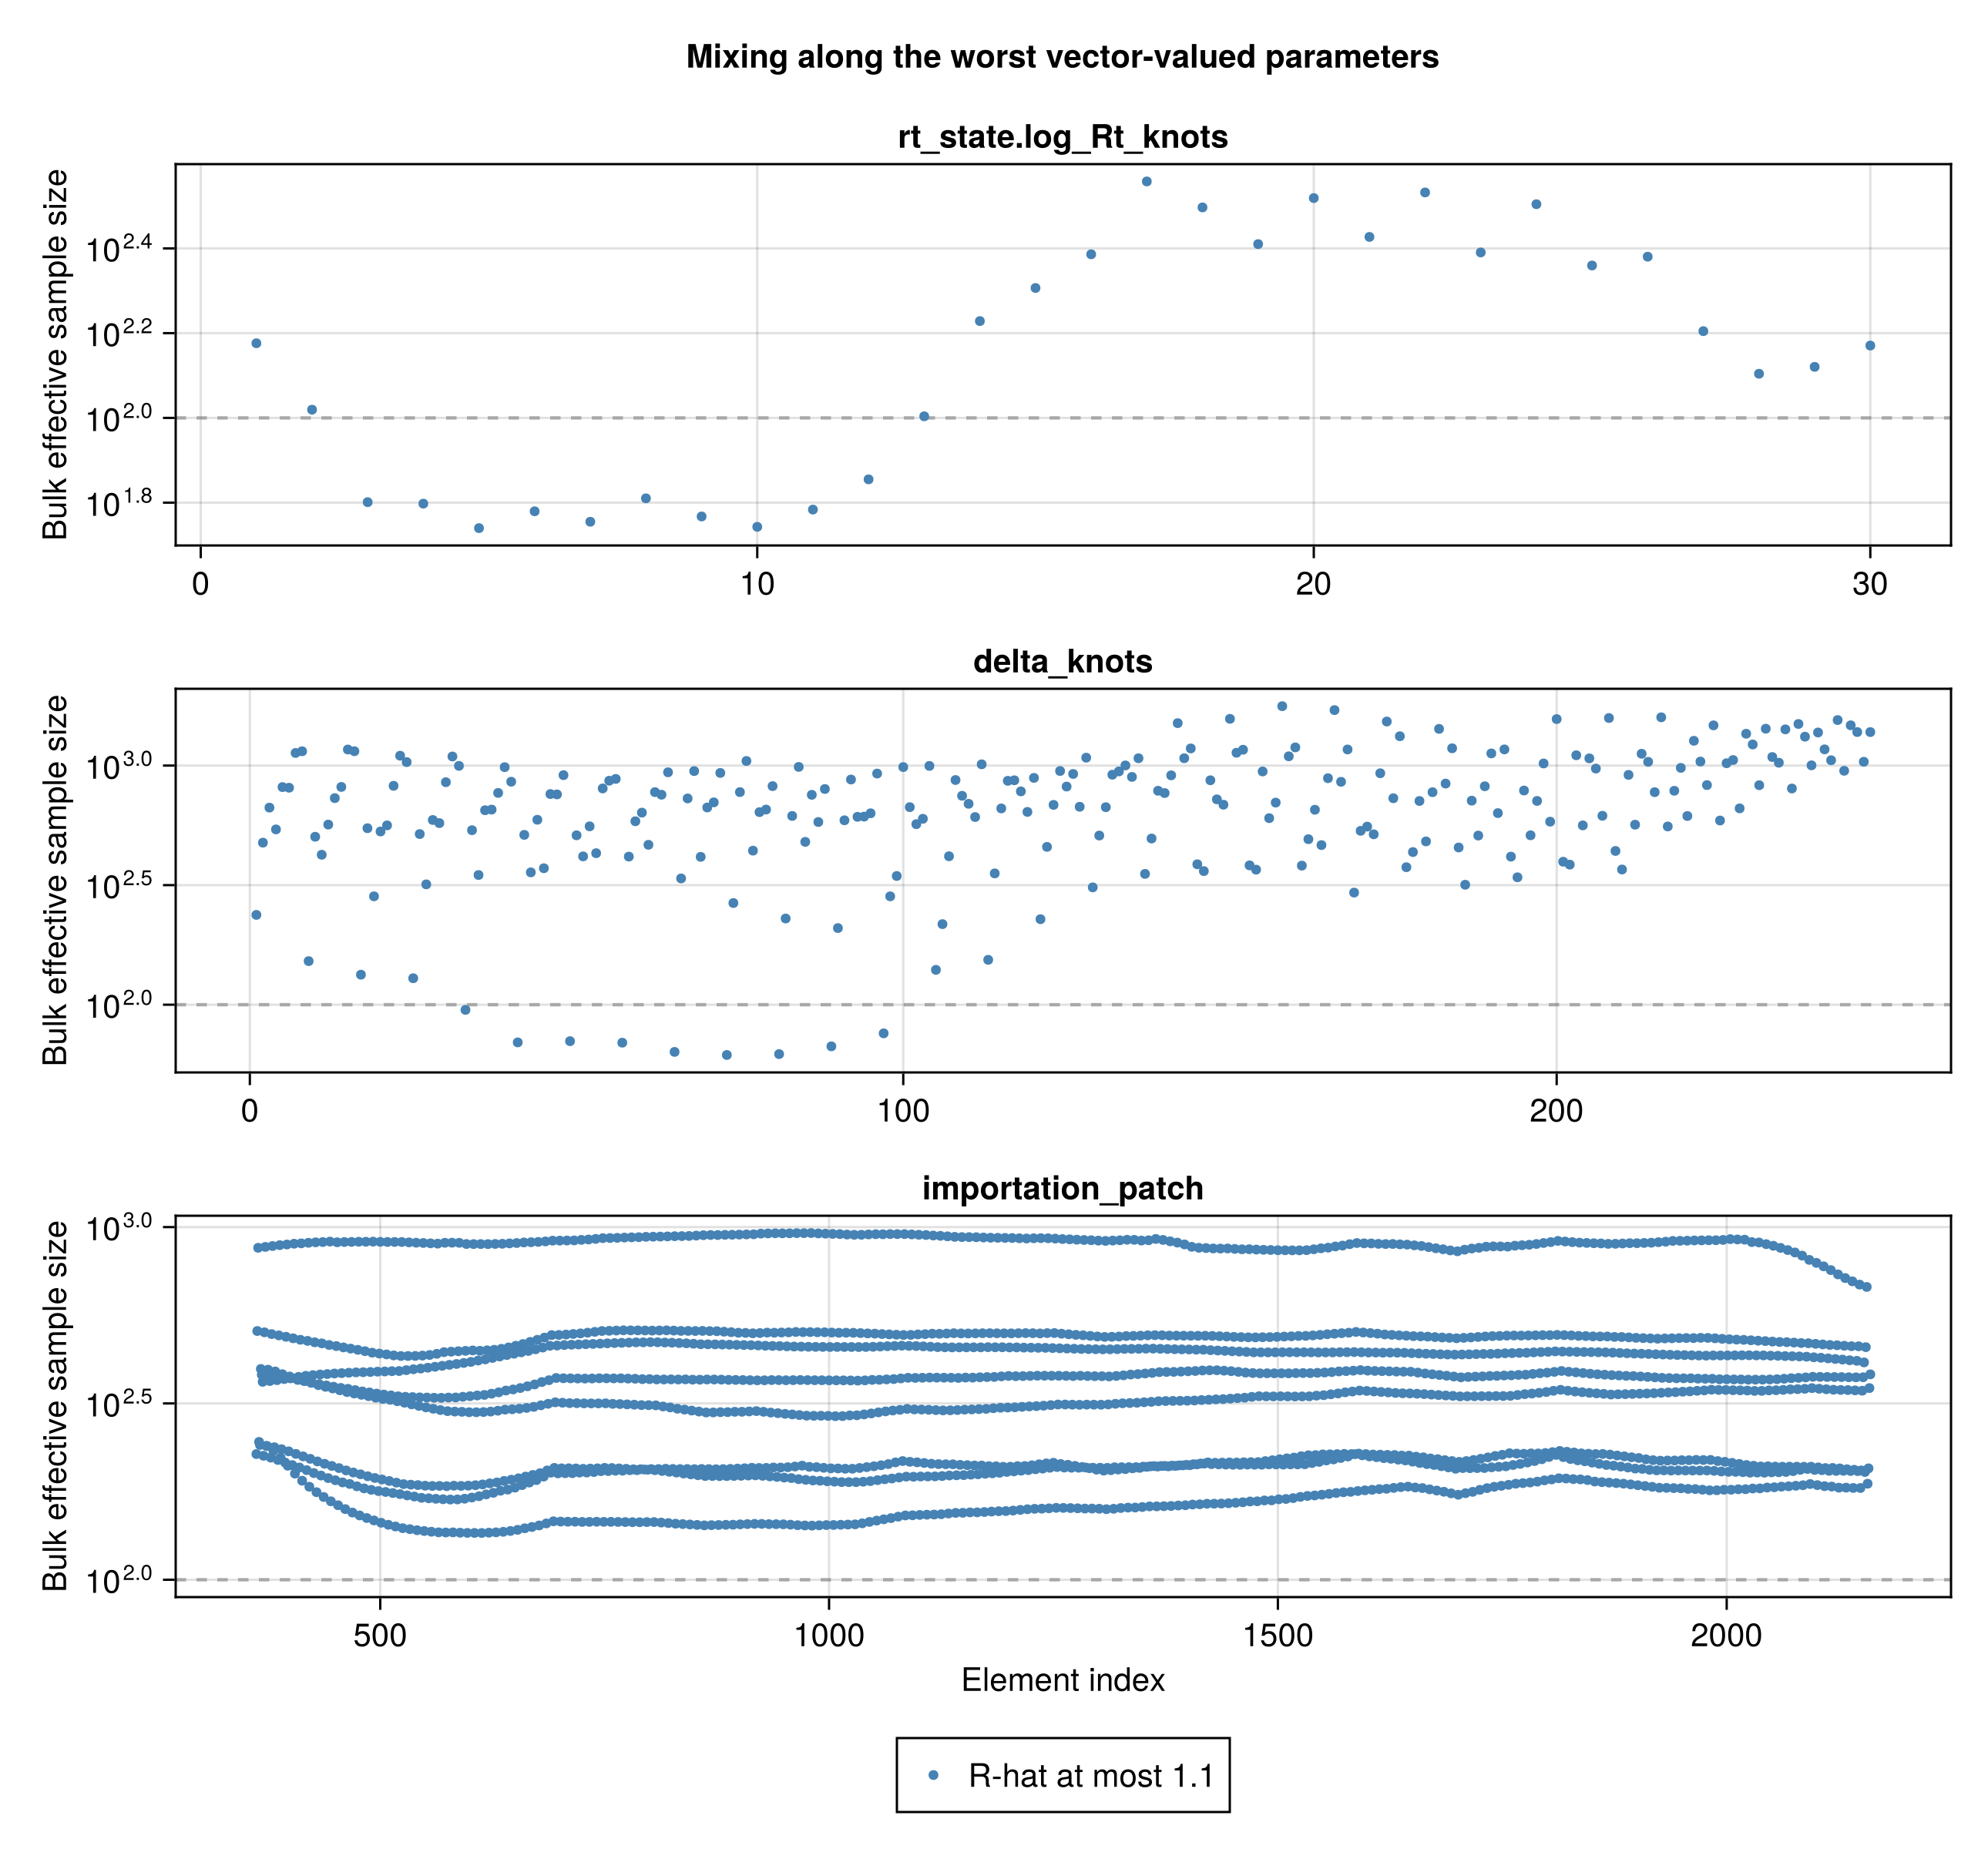 Mixing along the worst vector-valued parameters
rt_state.log_Rt_knots
Bulk effective sample size
10^2.4
10^2.2
10^2.0
10^1.8
0 10 20 30
delta_knots
Bulk effective sample size
10^3.0
10^2.5
10^2.0
0 100 200
importation_patch
Bulk effective sample size
10^3.0
10^2.5
10^2.0
500 1000 1500 2000
Element index
R-hat at most 1.1